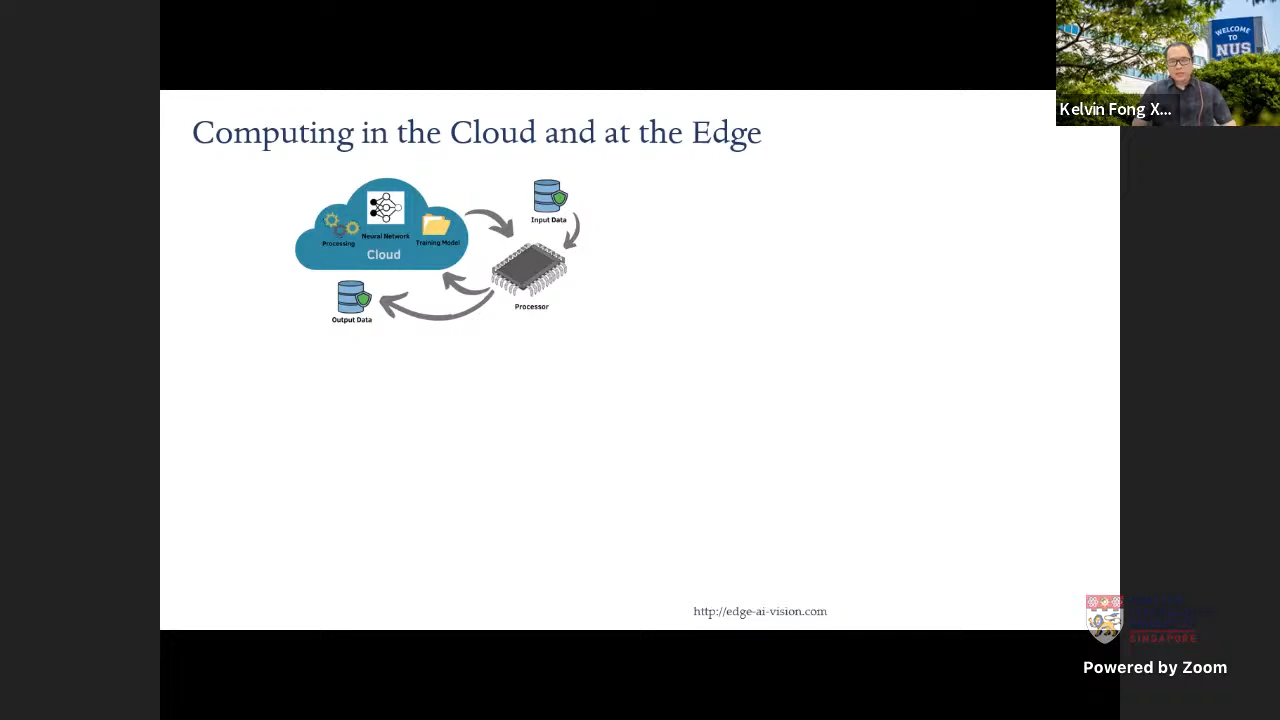 WELCOME
TO
NUS
Kelvin Fong X...
Computing in the Cloud and at the Edge
Input Data
Neural Network
Processing
Training Model
Cloud
Processor
Output Data
http://edge-ai-vision.com
SINGAPORE
Powered by Zoom